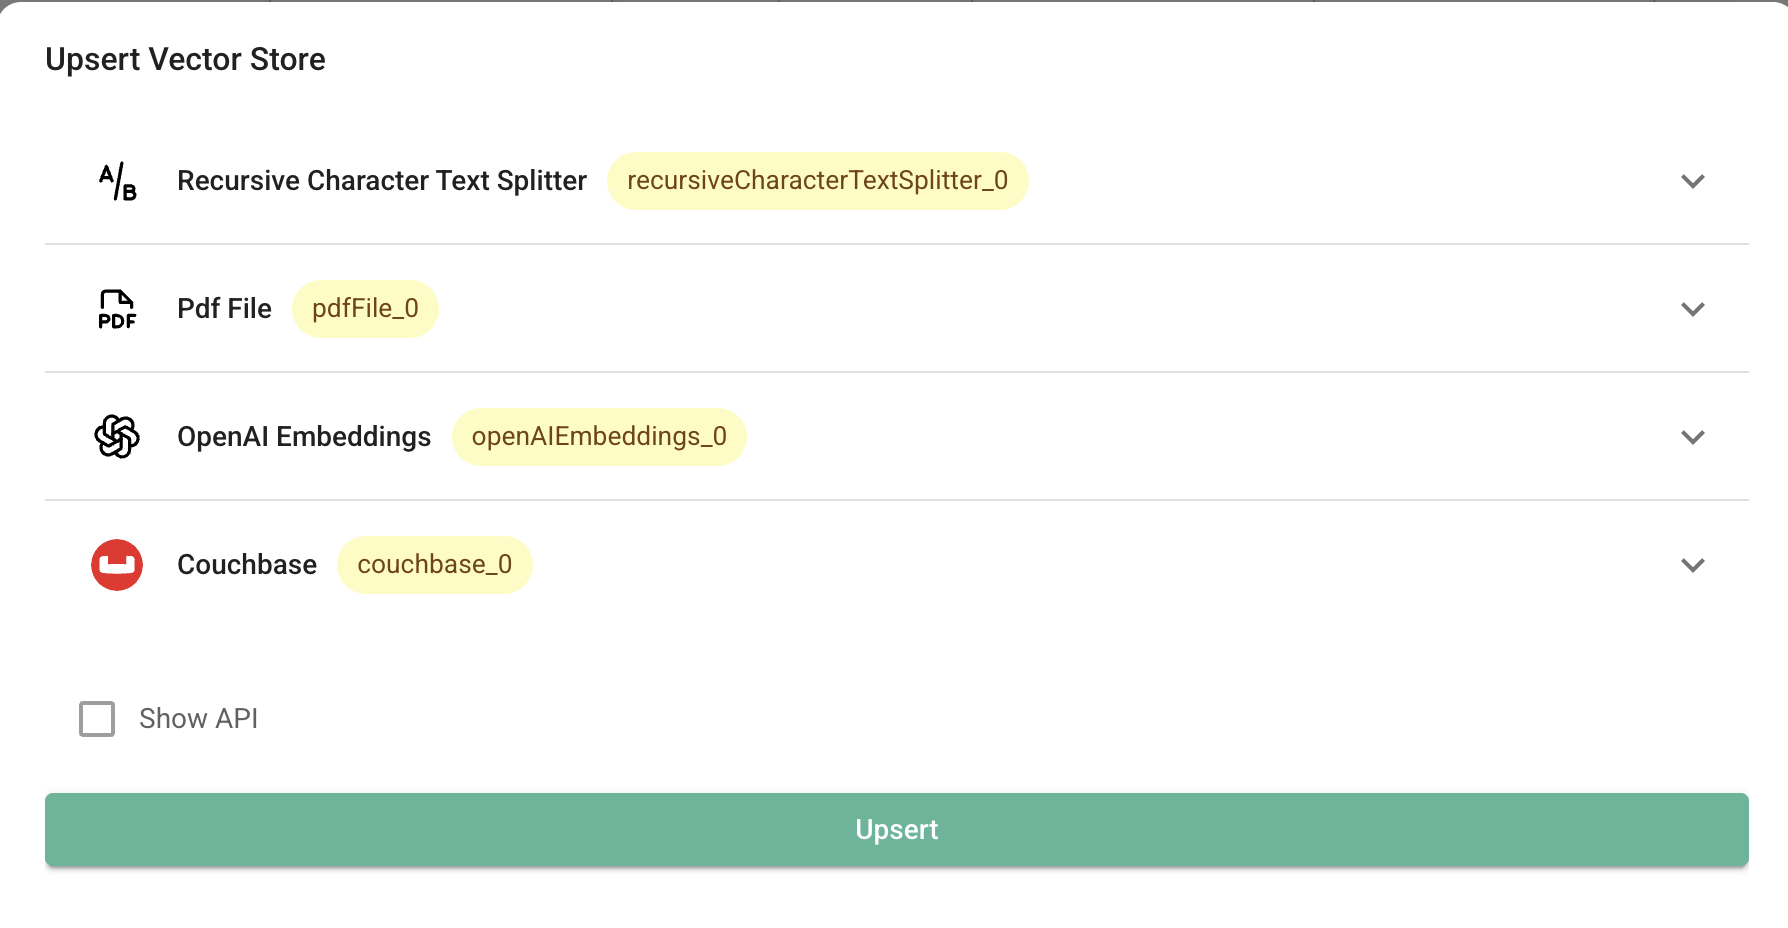 Upsert Vector Store
A/B Recursive Character Text Splitter recursiveCharacterTextSplitter_0
PDF Pdf File pdfFile_0
OpenAI Embeddings openAIEmbeddings_0
Couchbase couchbase_0
Show API
Upsert